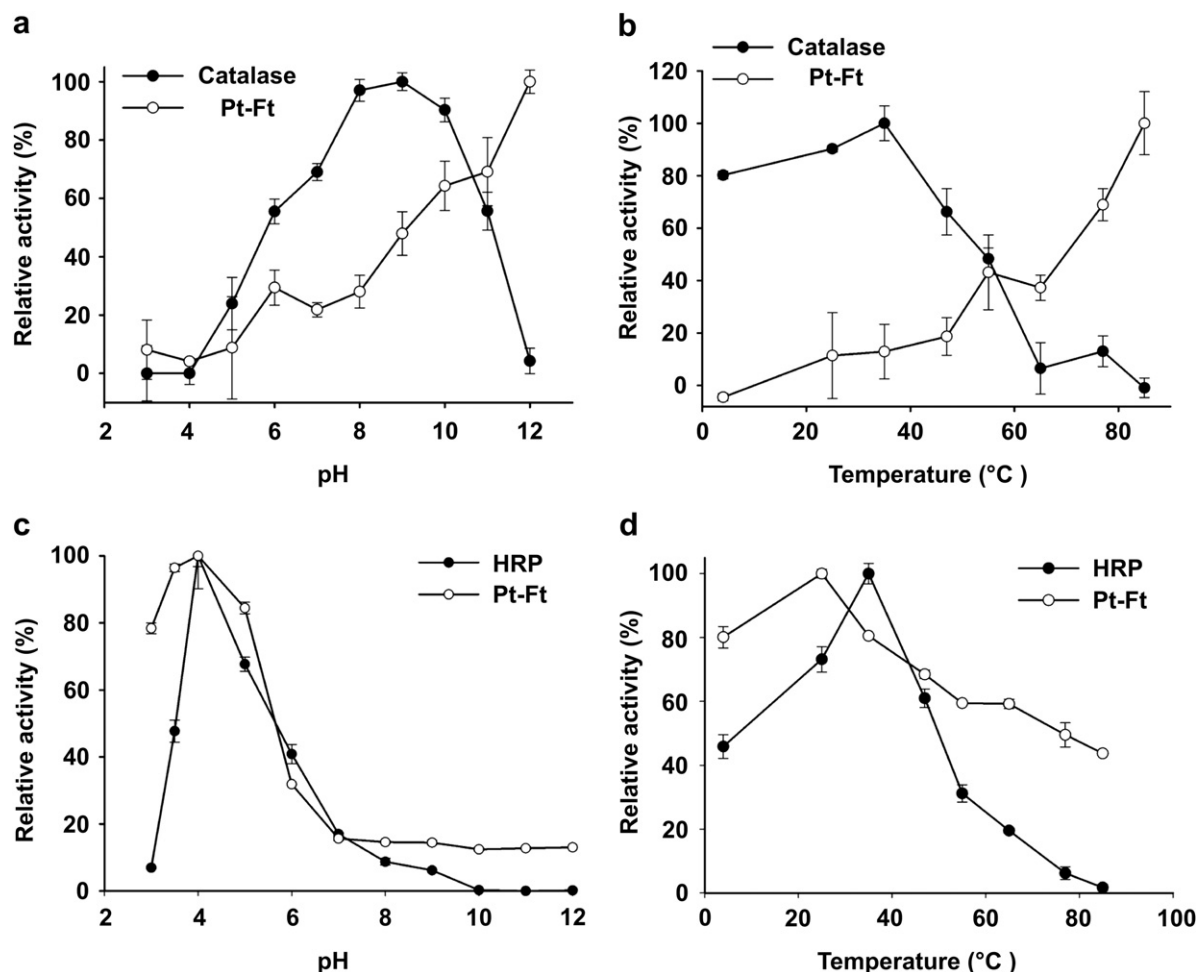 a
Catalase
Pt-Ft
100
80
60
40
20
0
Relative activity (%)
2 4 6 8 10 12
pH
b
Catalase
Pt-Ft
120
100
80
60
40
20
0
Relative activity (%)
0 20 40 60 80
Temperature (°C )
c
HRP
Pt-Ft
100
80
60
40
20
0
Relative activity (%)
2 4 6 8 10 12
pH
d
HRP
Pt-Ft
100
80
60
40
20
0
Relative activity (%)
0 20 40 60 80 100
Temperature (°C )